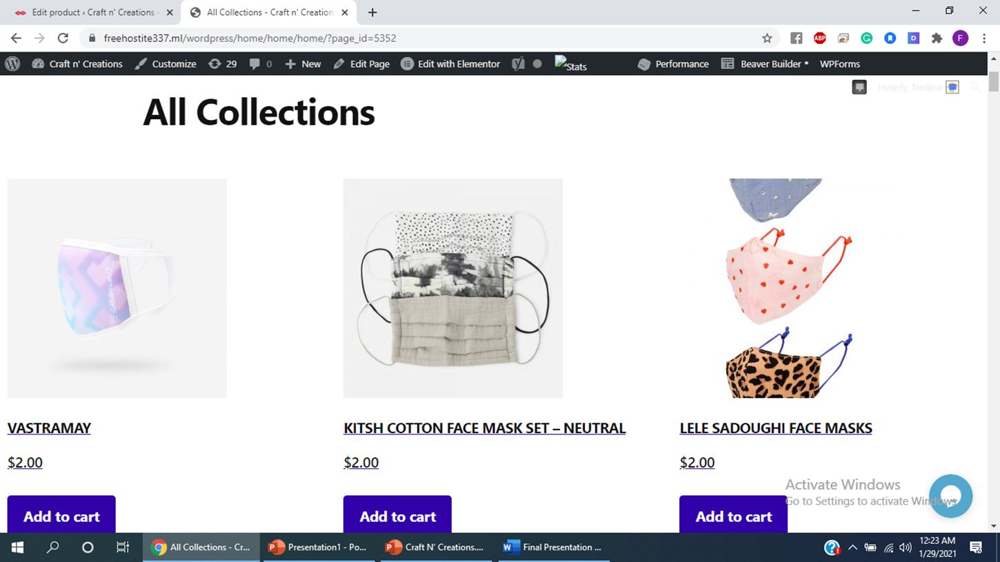 Edit product ‹ Craft n' Creations -
All Collections - Craft n' Creation
freehostite337.ml/wordpress/home/home/home/?page_id=5352
ABP
G
D
F
Craft n' Creations Customize 29 0 New Edit Page Edit with Elementor Stats Performance Beaver Builder • WPForms
Howdy, fardina
All Collections
VASTRAMAY
$2.00
Add to cart
KITSH COTTON FACE MASK SET – NEUTRAL
$2.00
Add to cart
LELE SADOUGHI FACE MASKS
$2.00
Add to cart
Activate Windows
Go to Settings to activate Windows.
All Collections - Cr...
Presentation1 - Po...
Craft N’ Creations....
Final Presentation ...
12:23 AM
1/29/2021